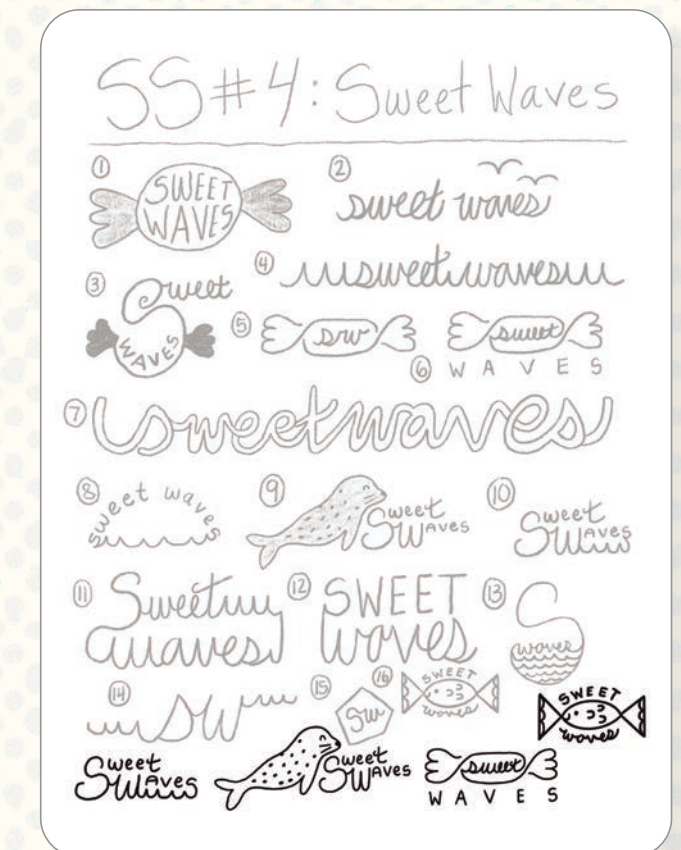 SS#4: Sweet Waves
① SWEET
WAVES
② sweet waves
③ Sweet
WAVES
④ sweetwaves
⑤ sw
⑥ sweet
WAVES
⑦ sweetwaves
⑧ sweet waves
⑨ Sweet
Waves
⑩ Sweet
Waves
⑪ Sweet
waves
⑫ SWEET
waves
⑬ S
waves
⑭ SW
⑮ SW
⑯ SWEET
waves
SWEET
waves
Sweet
Waves
Sweet
Waves
sweet
WAVES